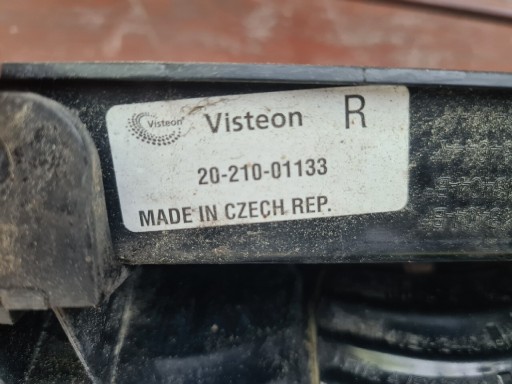 Visteon Visteon R
20-210-01133
MADE IN CZECH REP.